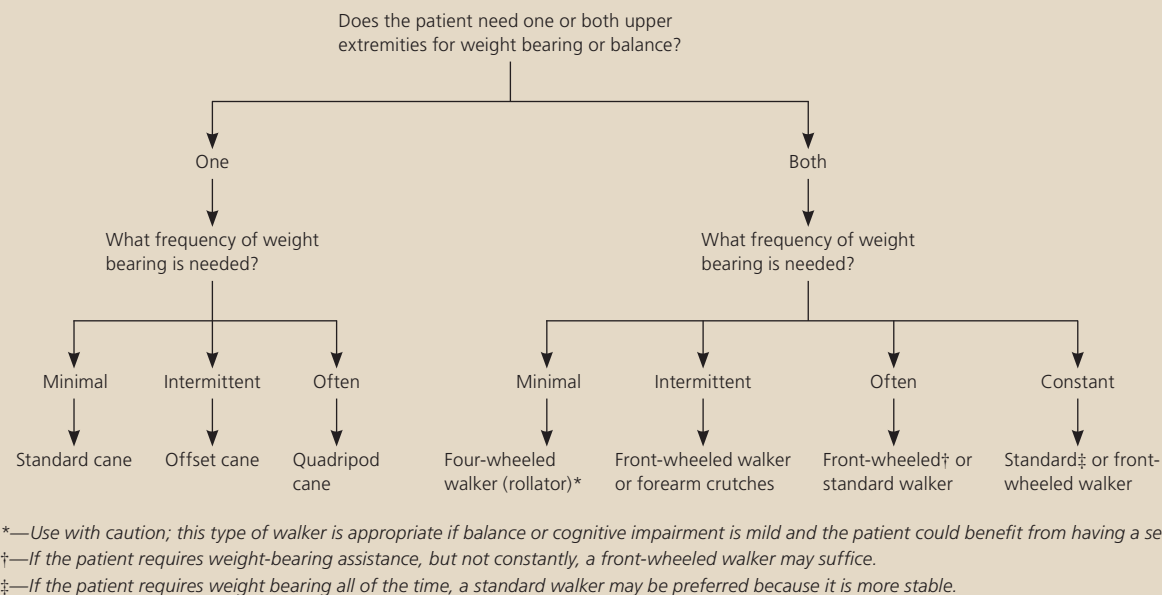 Does the patient need one or both upper
extremities for weight bearing or balance?
One
Both
What frequency of weight
bearing is needed?
What frequency of weight
bearing is needed?
Minimal
Intermittent
Often
Minimal
Intermittent
Often
Constant
Standard cane
Offset cane
Quadripod
cane
Four-wheeled
walker (rollator)*
Front-wheeled walker
or forearm crutches
Front-wheeled† or
standard walker
Standard‡ or front-
wheeled walker
*—Use with caution; this type of walker is appropriate if balance or cognitive impairment is mild and the patient could benefit from having a
†—If the patient requires weight-bearing assistance, but not constantly, a front-wheeled walker may suffice.
‡—If the patient requires weight bearing all of the time, a standard walker may be preferred because it is more stable.